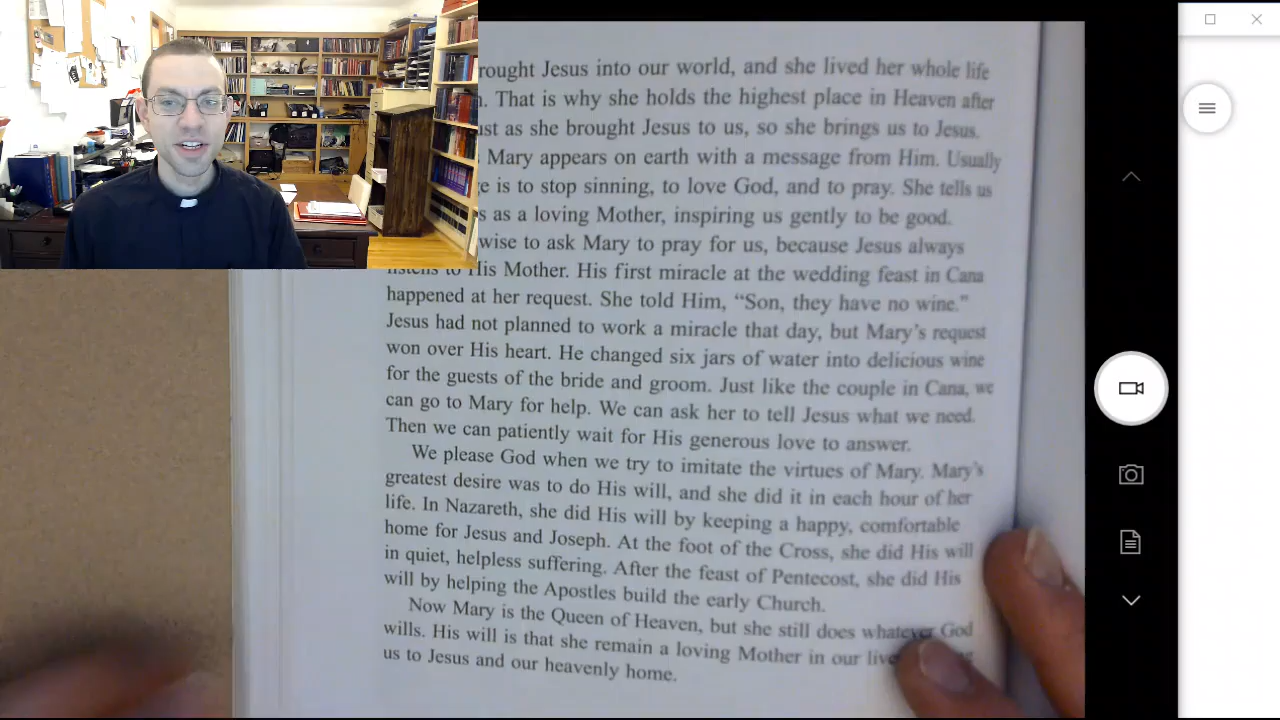 rought Jesus into our world, and she lived her whole life
. That is why she holds the highest place in Heaven after
ust as she brought Jesus to us, so she brings us to Jesus.
Mary appears on earth with a message from Him. Usually
e is to stop sinning, to love God, and to pray. She tells us
s as a loving Mother, inspiring us gently to be good.
wise to ask Mary to pray for us, because Jesus always
listens to His Mother. His first miracle at the wedding feast in Cana
happened at her request. She told Him, “Son, they have no wine.”
Jesus had not planned to work a miracle that day, but Mary’s request
won over His heart. He changed six jars of water into delicious wine
for the guests of the bride and groom. Just like the couple in Cana, we
can go to Mary for help. We can ask her to tell Jesus what we need.
Then we can patiently wait for His generous love to answer.
We please God when we try to imitate the virtues of Mary. Mary’s
greatest desire was to do His will, and she did it in each hour of her
life. In Nazareth, she did His will by keeping a happy, comfortable
home for Jesus and Joseph. At the foot of the Cross, she did His will
in quiet, helpless suffering. After the feast of Pentecost, she did His
will by helping the Apostles build the early Church.
Now Mary is the Queen of Heaven, but she still does whatever God
wills. His will is that she remain a loving Mother in our
us to Jesus and our heavenly home.